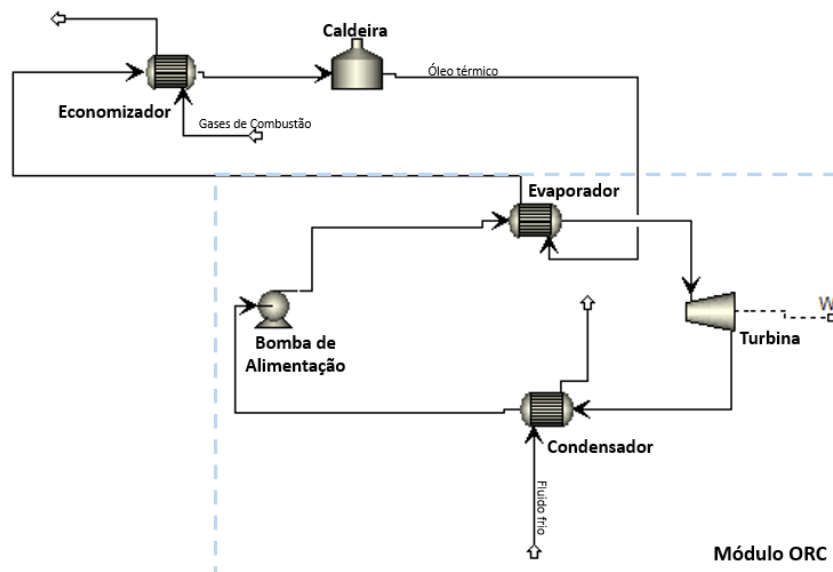 Caldeira
Óleo térmico
Economizador
Gases de Combustão
Evaporador
W
Turbina
Bomba de
Alimentação
Condensador
Fluido frio
Módulo ORC